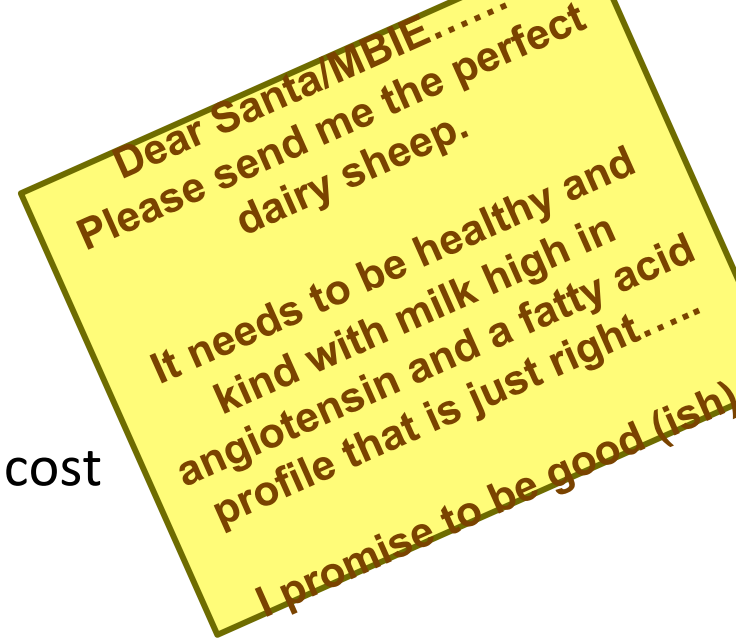 Dear Santa/MBIE……
Please send me the perfect
dairy sheep.
It needs to be healthy and
kind with milk high in
angiotensin and a fatty acid
profile that is just right…..
I promise to be good (ish)
cost